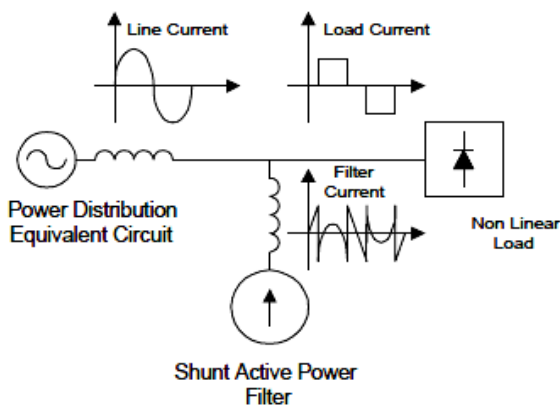 Line Current
Load Current
Filter
Current
Power Distribution
Equivalent Circuit
Non Linear
Load
Shunt Active Power
Filter